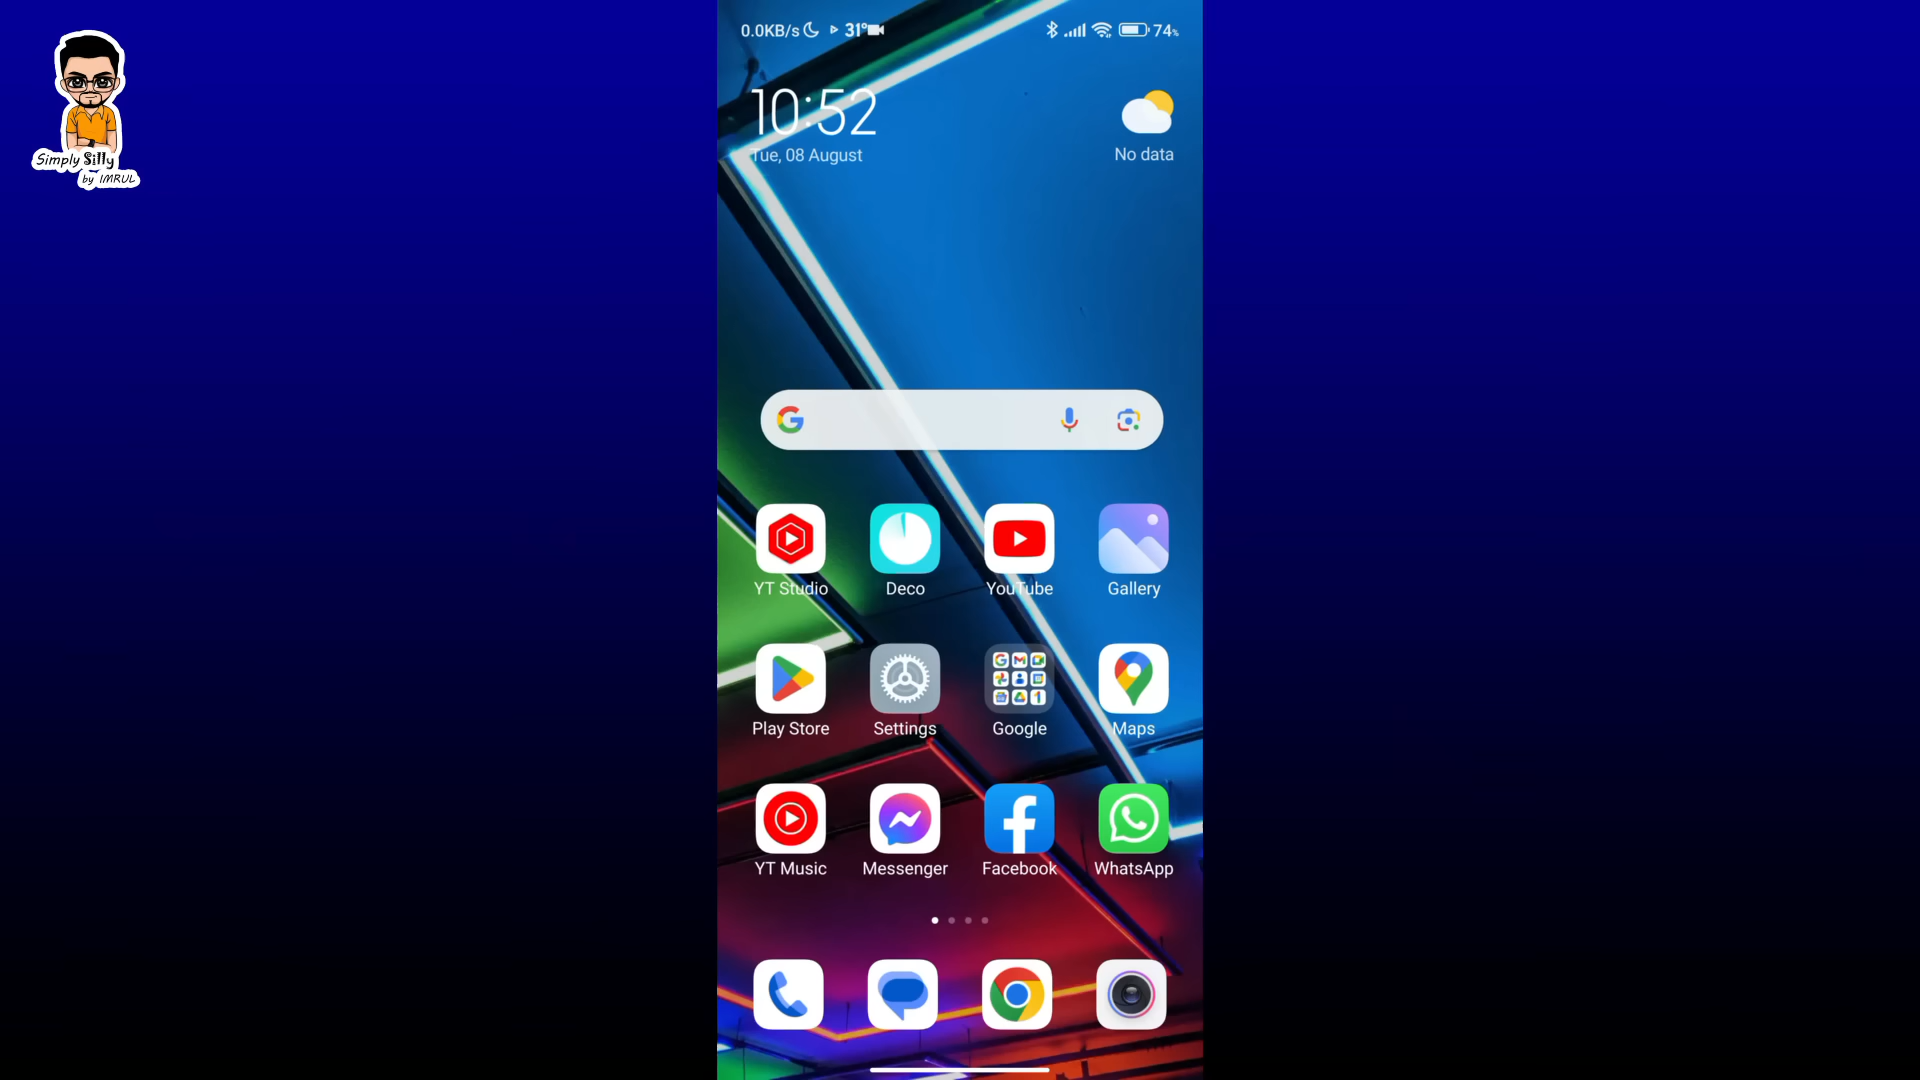 0.0KB/s 31° 74%
10:52
Tue, 08 August
No data
Simply Silly
by IMRUL
YT Studio Deco YouTube Gallery
Play Store Settings Google Maps
YT Music Messenger Facebook WhatsApp